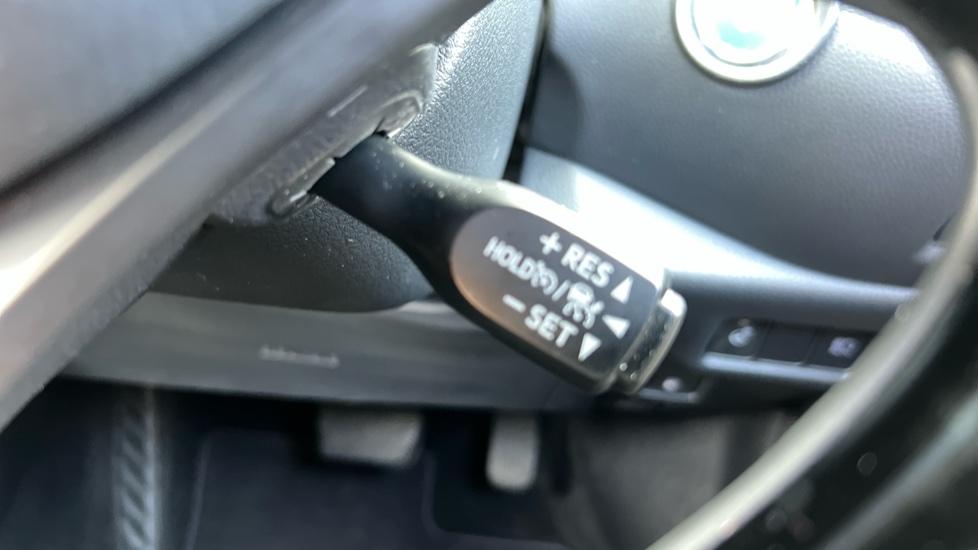 + RES ▲
HOLD / ◀
− SET ▼